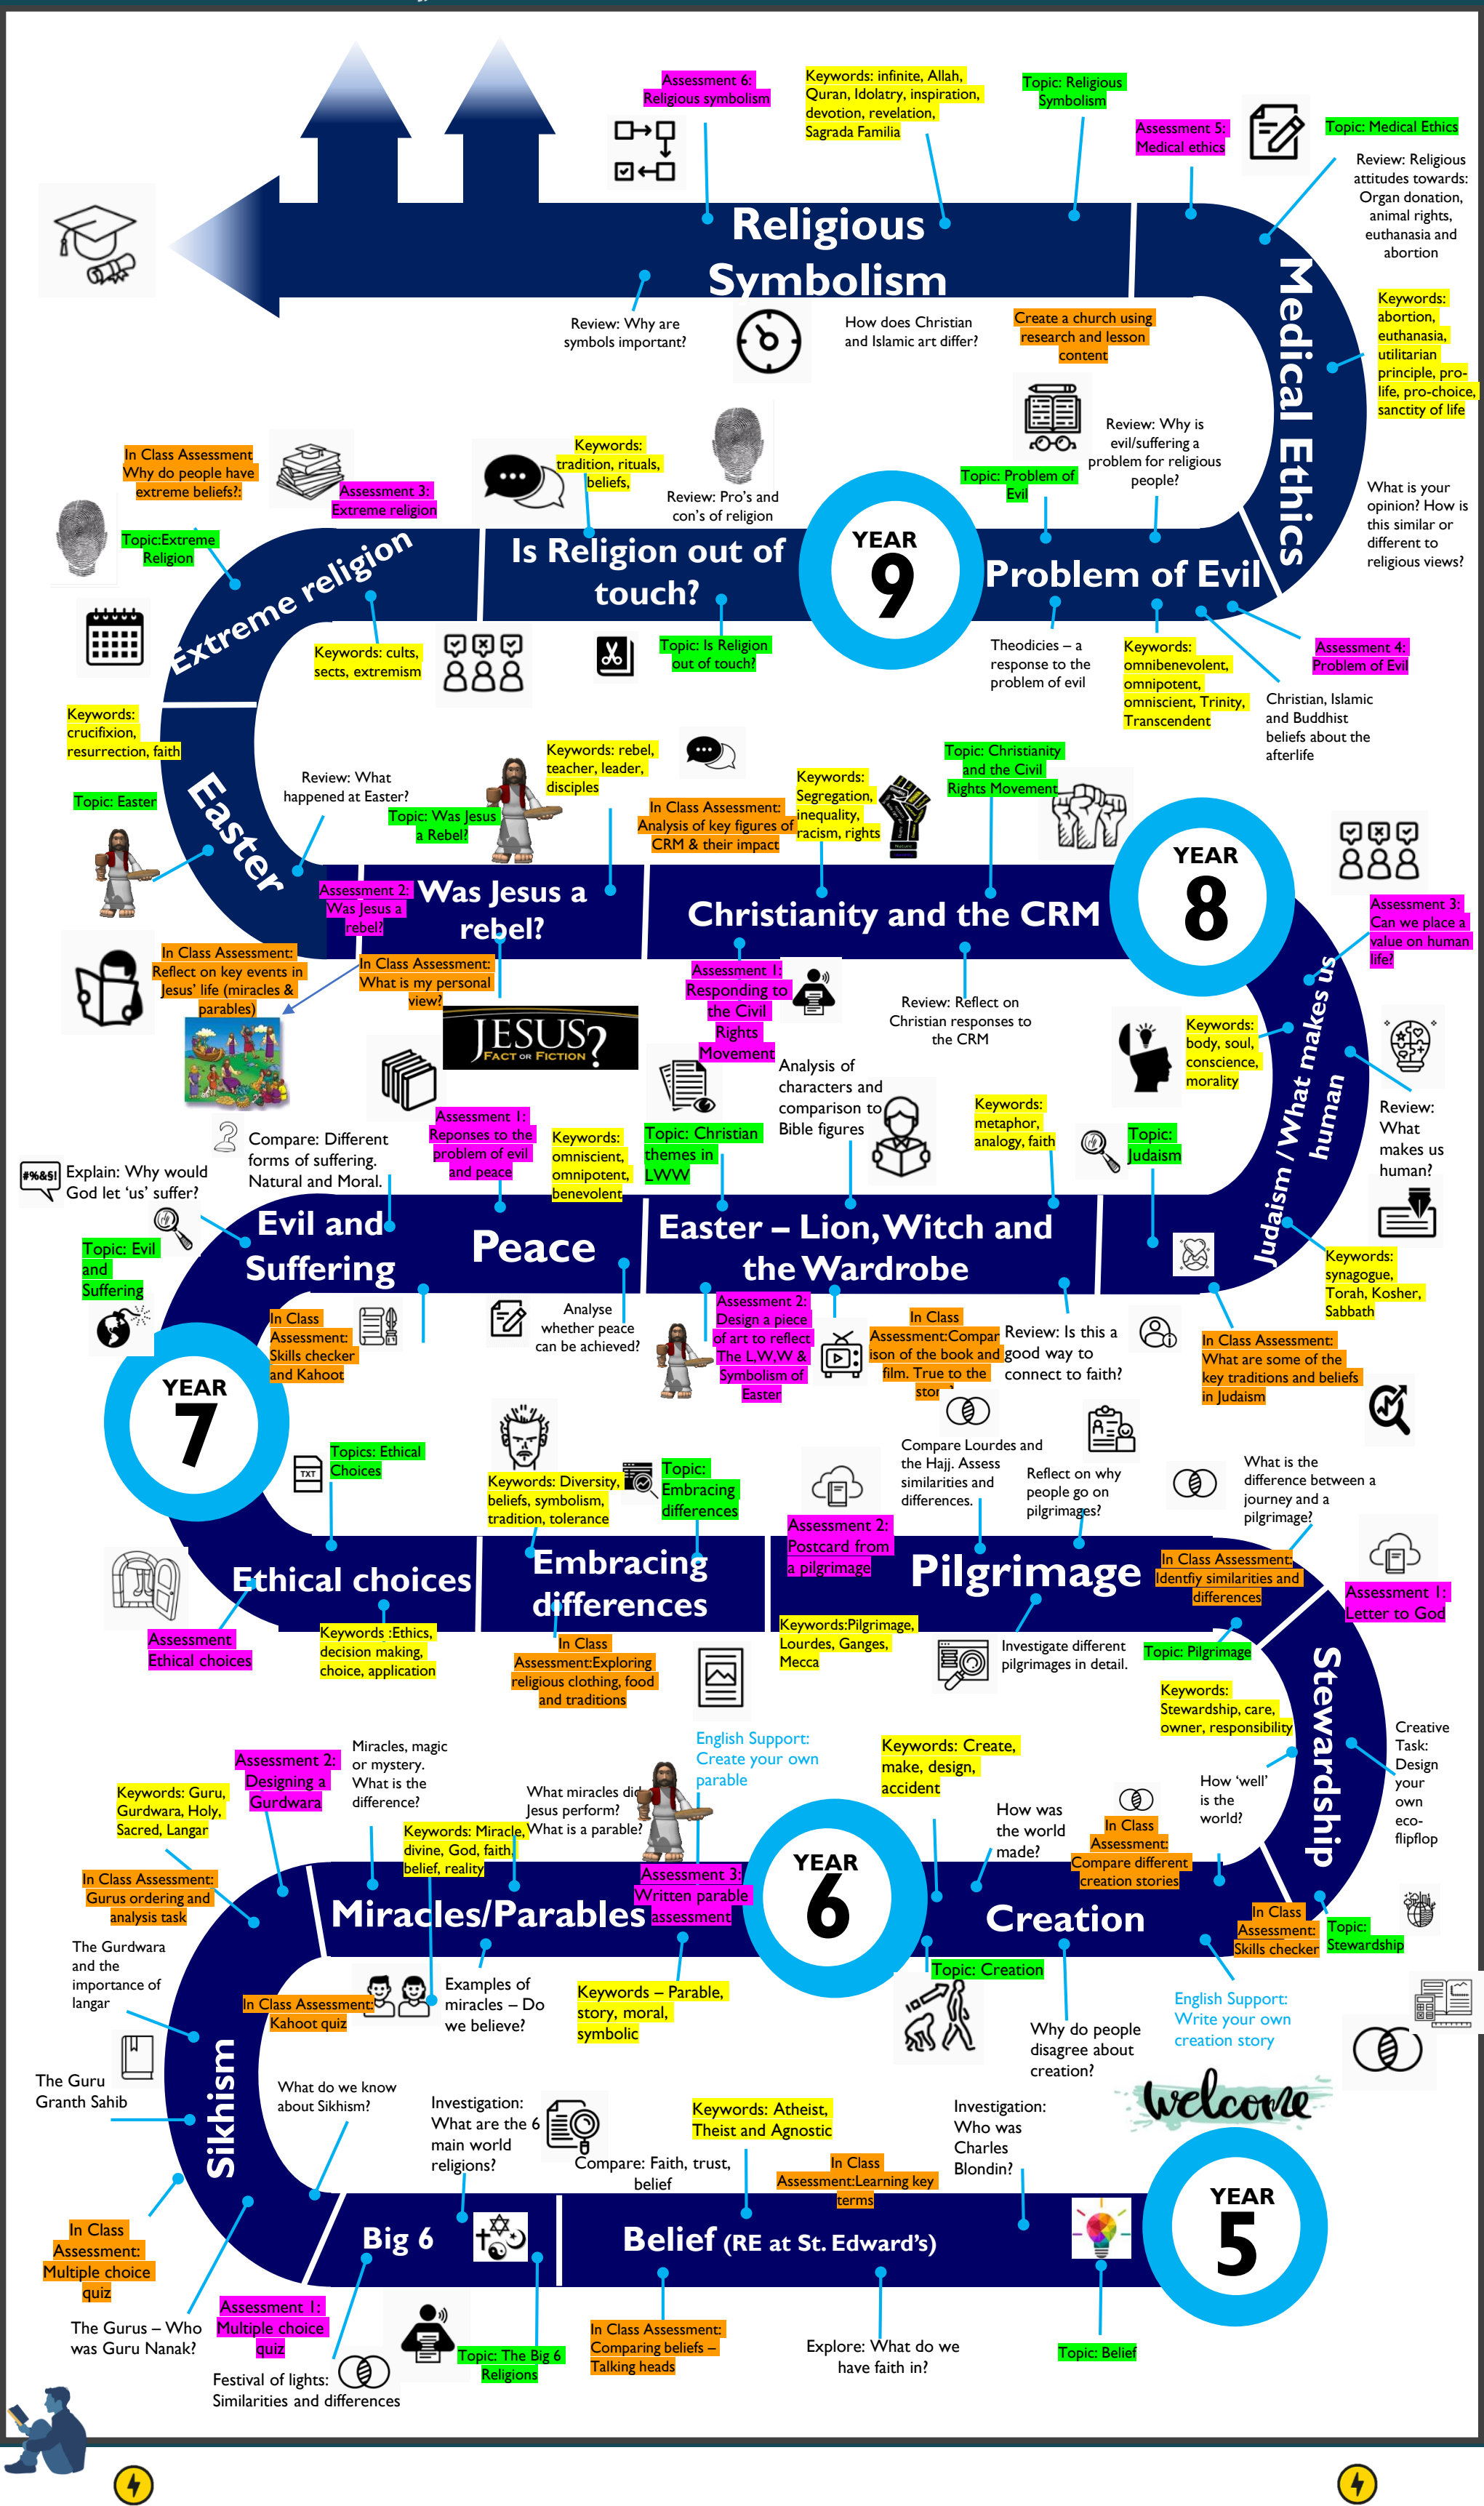 Assessment 6:
Religious symbolism
Keywords: infinite, Allah,
Quran, Idolatry, inspiration,
devotion, revelation,
Sagrada Familia
Topic: Religious
Symbolism
Assessment 5:
Medical ethics
Topic: Medical Ethics
Review: Religious
attitudes towards:
Organ donation,
animal rights,
euthanasia and
abortion
Religious
Symbolism
Medical Ethics
Keywords:
abortion,
euthanasia,
utilitarian
principle, pro-
life, pro-choice,
sanctity of life
Review: Why are
symbols important?
How does Christian
and Islamic art differ?
Create a church using
research and lesson
content
What is your
opinion? How is
this similar or
different to
religious views?
In Class Assessment
Why do people have
extreme beliefs?:
Assessment 3:
Extreme religion
Topic:Extreme
Religion
Keywords:
tradition, rituals,
beliefs,
Review: Pro's and
con's of religion
Topic: Problem of
Evil
Review: Why is
evil/suffering a
problem for religious
people?
Extreme religion
Is Religion out of
touch?
YEAR
9
Problem of Evil
Keywords: cults,
sects, extremism
Topic: Is Religion
out of touch?
Theodicies – a
response to the
problem of evil
Keywords:
omnibenevolent,
omnipotent,
omniscient, Trinity,
Transcendent
Assessment 4:
Problem of Evil
Christian, Islamic
and Buddhist
beliefs about the
afterlife
Keywords:
crucifixion,
resurrection, faith
Topic: Easter
Easter
Review: What
happened at Easter?
Topic: Was Jesus
a Rebel?
Keywords: rebel,
teacher, leader,
disciples
In Class Assessment:
Analysis of key figures of
CRM & their impact
Keywords:
Segregation,
inequality,
racism, rights
Topic: Christianity
and the Civil
Rights Movement
Assessment 2:
Was Jesus a
rebel?
Was Jesus a
rebel?
Christianity and the CRM
YEAR
8
Assessment 3:
Can we place a
value on human
life?
In Class Assessment:
Reflect on key events in
Jesus' life (miracles &
parables)
In Class Assessment:
What is my personal
view?
JESUS?
FACT OR FICTION
Assessment 1:
Responding to
the Civil
Rights
Movement
Review: Reflect on
Christian responses to
the CRM
Keywords:
body, soul,
conscience,
morality
Judaism / What makes us
human
Review:
What
makes us
human?
Analysis of
characters and
comparison to
Bible figures
Keywords:
metaphor,
analogy, faith
Topic:
Judaism
Compare: Different
forms of suffering.
Natural and Moral.
Assessment 1:
Reponses to the
problem of evil
and peace
Keywords:
omniscient,
omnipotent,
benevolent
Topic: Christian
themes in
LWW
#%&§!
Explain: Why would
God let 'us' suffer?
Topic: Evil
and
Suffering
Evil and
Suffering
Peace
Easter – Lion, Witch and
the Wardrobe
Keywords:
synagogue,
Torah, Kosher,
Sabbath
In Class
Assessment:
Skills checker
and Kahoot
Analyse
whether peace
can be achieved?
Assessment 2:
Design a piece
of art to reflect
The L,W,W &
Symbolism of
Easter
In Class
Assessment:Compar
ison of the book and
film. True to the
Review: Is this a
good way to
connect to faith?
In Class Assessment:
What are some of the
key traditions and beliefs
in Judaism
YEAR
7
TXT
Topics: Ethical
Choices
Keywords: Diversity,
beliefs, symbolism,
tradition, tolerance
Topic:
Embracing
differences
Compare Lourdes and
the Hajj. Assess
similarities and
differences.
Reflect on why
people go on
pilgrimages?
What is the
difference between a
journey and a
pilgrimage?
Assessment 2:
Postcard from
a pilgrimage
Ethical choices
Embracing
differences
Pilgrimage
In Class Assessment:
Identfiy similarities and
differences
Assessment 1:
Letter to God
Assessment
Ethical choices
Keywords :Ethics,
decision making,
choice, application
In Class
Assessment:Exploring
religious clothing, food
and traditions
Keywords:Pilgrimage,
Lourdes, Ganges,
Mecca
Investigate different
pilgrimages in detail.
Topic: Pilgrimage
Stewardship
Keywords:
Stewardship, care,
owner, responsibility
Creative
Task:
Design
your
own
eco-
flipflop
How 'well'
is the
world?
Assessment 2:
Designing a
Gurdwara
Miracles, magic
or mystery.
What is the
difference?
English Support:
Create your own
parable
Keywords: Create,
make, design,
accident
Keywords: Guru,
Gurdwara, Holy,
Sacred, Langar
What miracles did
Jesus perform?
What is a parable?
Keywords: Miracle,
divine, God, faith,
belief, reality
How was
the world
made?
In Class
Assessment:
Compare different
creation stories
In Class Assessment:
Gurus ordering and
analysis task
Miracles/Parables
Assessment 3:
Written parable
assessment
YEAR
6
Creation
In Class
Assessment:
Skills checker
Topic:
Stewardship
The Gurdwara
and the
importance of
langar
In Class Assessment:
Kahoot quiz
Examples of
miracles – Do
we believe?
Keywords – Parable,
story, moral,
symbolic
Topic: Creation
Why do people
disagree about
creation?
English Support:
Write your own
creation story
The Guru
Granth Sahib
Sikhism
What do we know
about Sikhism?
Investigation:
What are the 6
main world
religions?
Compare: Faith, trust,
belief
Keywords: Atheist,
Theist and Agnostic
In Class
Assessment:Learning key
terms
Investigation:
Who was
Charles
Blondin?
welcome
In Class
Assessment:
Multiple choice
quiz
Big 6
Belief (RE at St. Edward's)
YEAR
5
The Gurus – Who
was Guru Nanak?
Assessment 1:
Multiple choice
quiz
Festival of lights:
Similarities and differences
Topic: The Big 6
Religions
In Class Assessment:
Comparing beliefs –
Talking heads
Explore: What do we
have faith in?
Topic: Belief